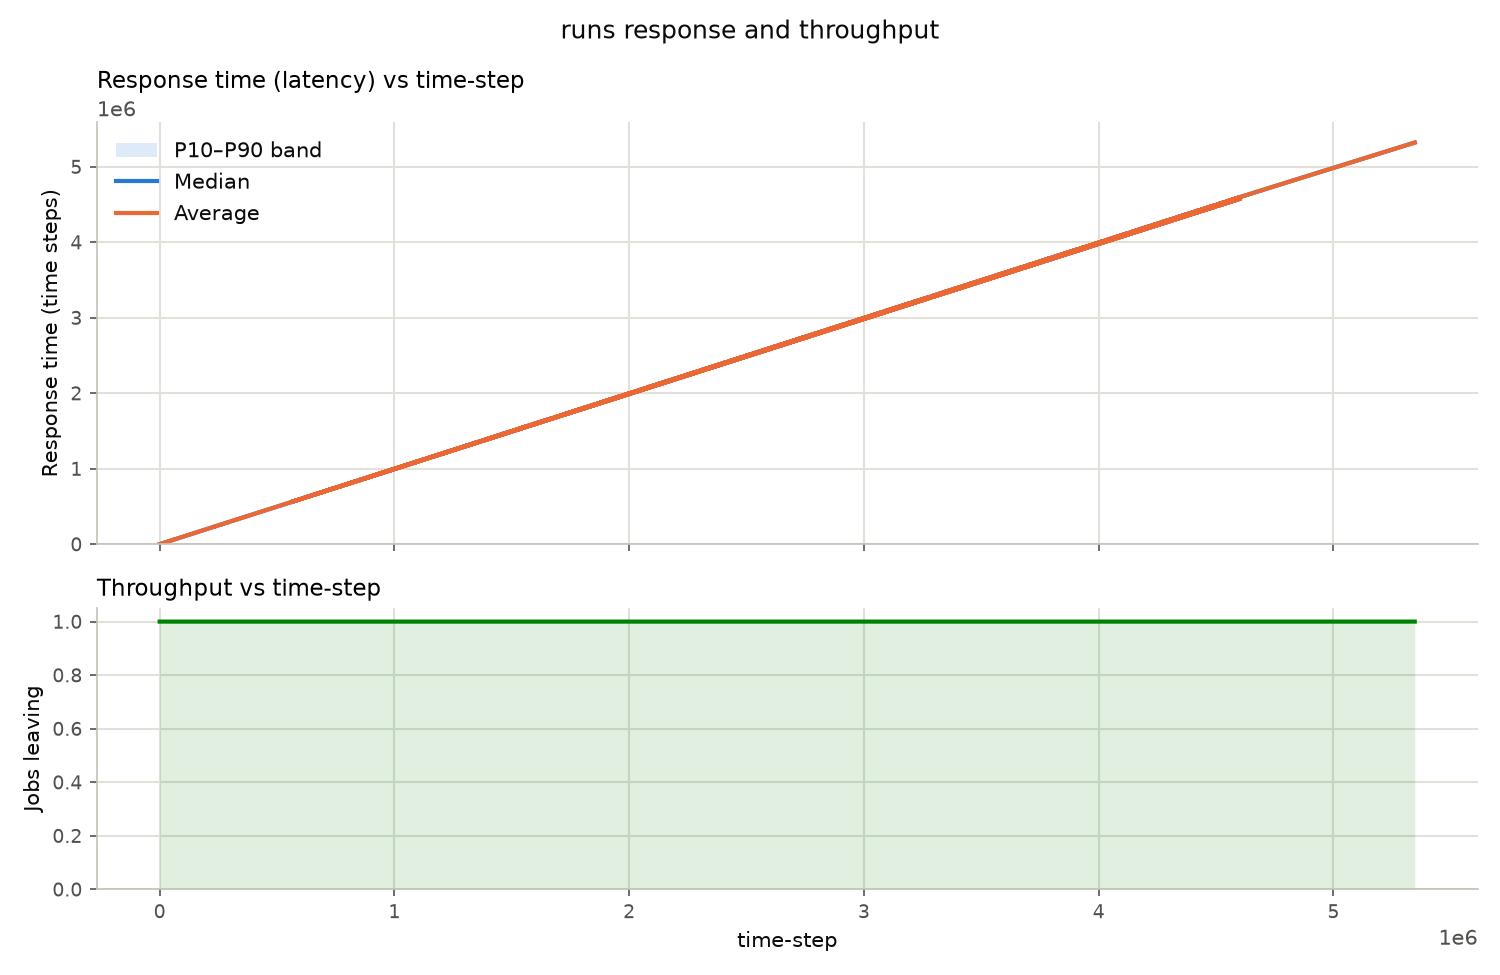 runs response and throughput
Response time (latency) vs time-step
1e6
P10–P90 band
Median
Average
Response time (time steps)
5
4
3
2
1
0
Throughput vs time-step
Jobs leaving
1.0
0.8
0.6
0.4
0.2
0.0
0 1 2 3 4 5
time-step
1e6